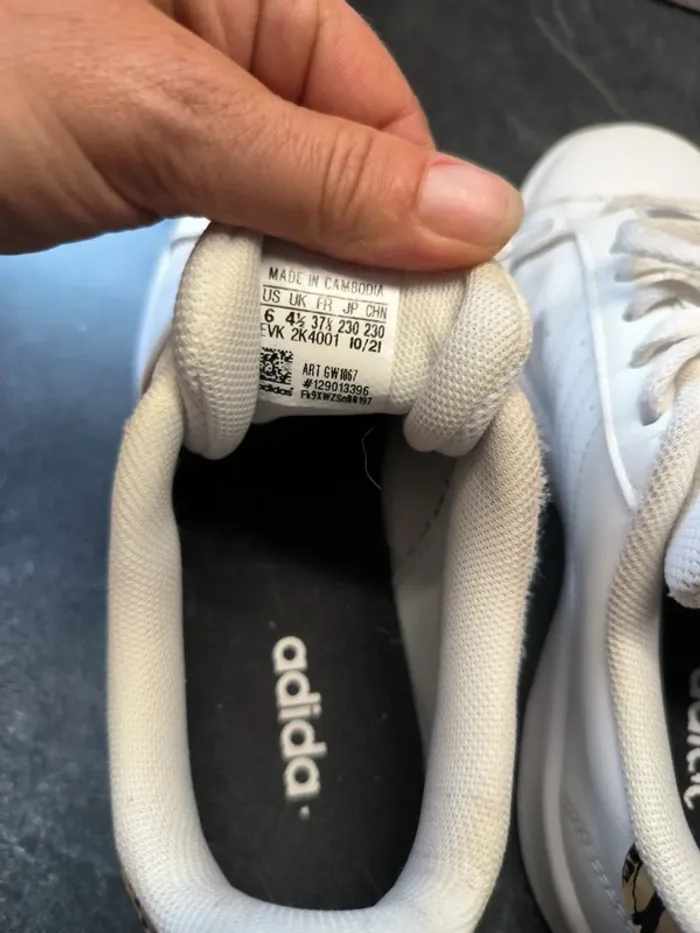 MADE IN CAMBODIA
US UK FR JP CHN
6 4½ 37⅓ 230 230
EVK 2K4001 10/21
ART GW1067
#129013396
adidas
adidas